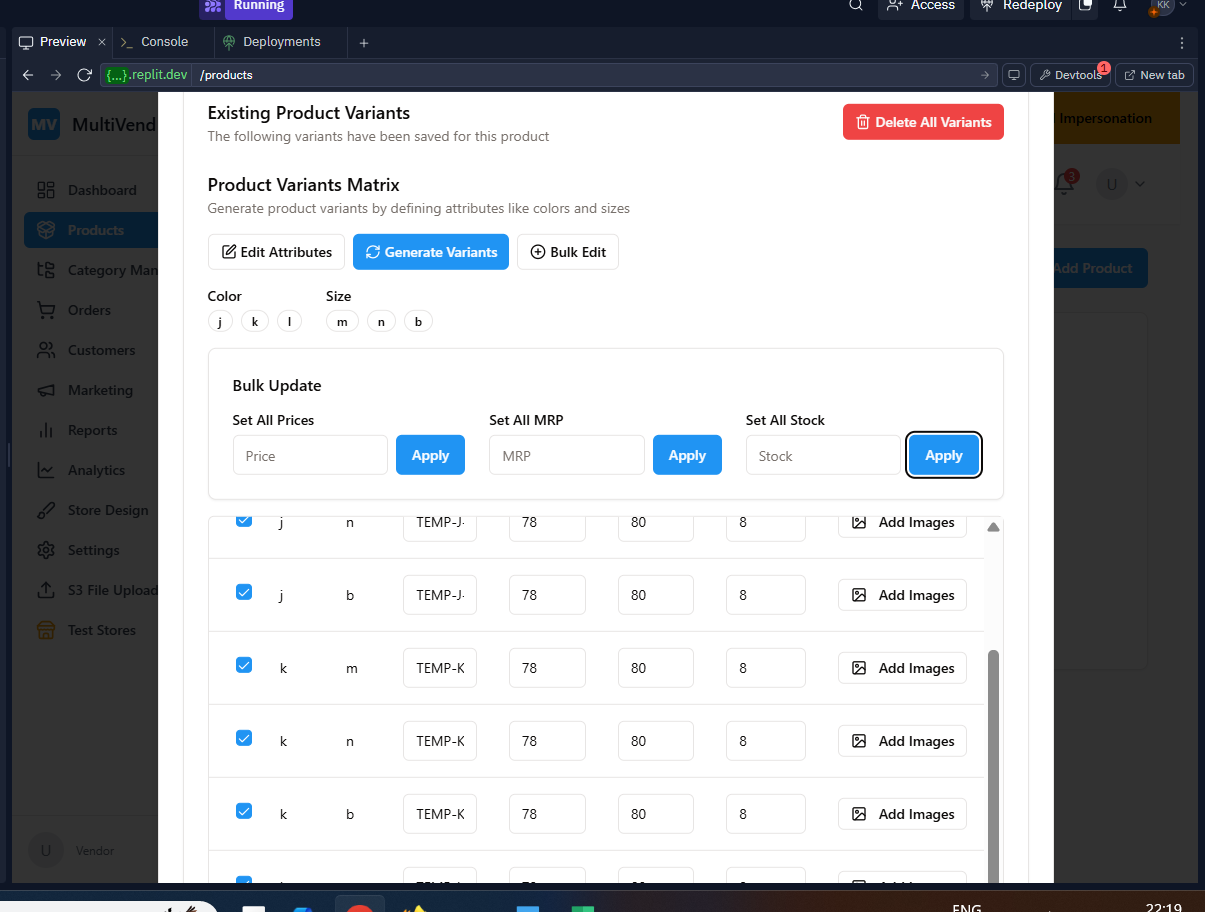 Running
Access
Redeploy
KK
Preview
Console
Deployments
{...}.replit.dev /products
Devtools
1
New tab
MV MultiVend
Existing Product Variants
The following variants have been saved for this product
Delete All Variants
Impersonation
Product Variants Matrix
Generate product variants by defining attributes like colors and sizes
3
U
Edit Attributes
Generate Variants
Bulk Edit
Add Product
Dashboard
Products
Category Man
Orders
Customers
Marketing
Reports
Analytics
Store Design
Settings
S3 File Upload
Test Stores
U Vendor
Color
Size
j k l m n b
Bulk Update
Set All Prices
Set All MRP
Set All Stock
Price Apply MRP Apply Stock Apply
j n TEMP-J- 78 80 8 Add Images
j b TEMP-J- 78 80 8 Add Images
k m TEMP-K 78 80 8 Add Images
k n TEMP-K 78 80 8 Add Images
k b TEMP-K 78 80 8 Add Images
ENG
22:19